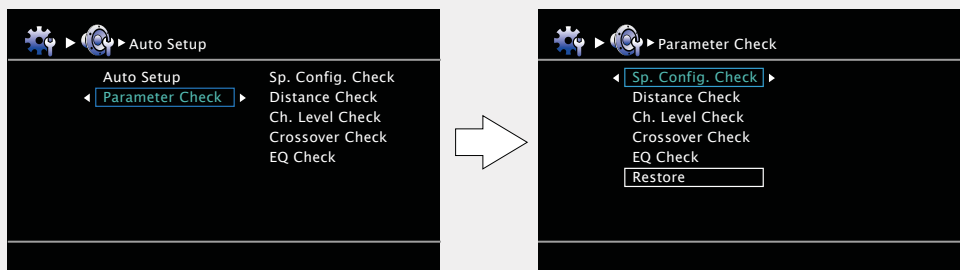 Auto Setup
Auto Setup
Parameter Check
Sp. Config. Check
Distance Check
Ch. Level Check
Crossover Check
EQ Check
Parameter Check
Sp. Config. Check
Distance Check
Ch. Level Check
Crossover Check
EQ Check
Restore